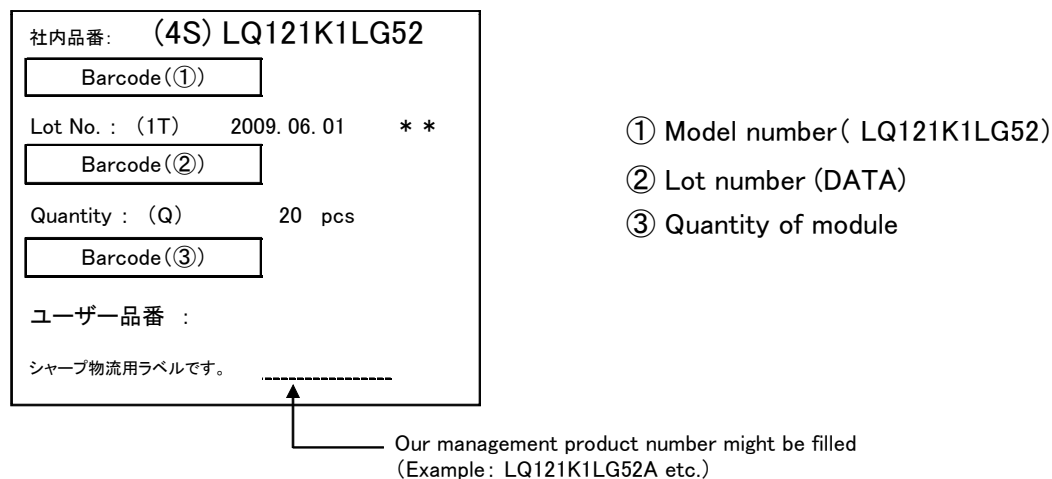 社内品番: (4S) LQ121K1LG52
Barcode(①)
Lot No. : (1T) 2009. 06. 01 * *
Barcode(②)
Quantity : (Q) 20 pcs
Barcode(③)
ユーザー品番 :
シャープ物流用ラベルです。
① Model number( LQ121K1LG52)
② Lot number (DATA)
③ Quantity of module
Our management product number might be filled
(Example: LQ121K1LG52A etc.)